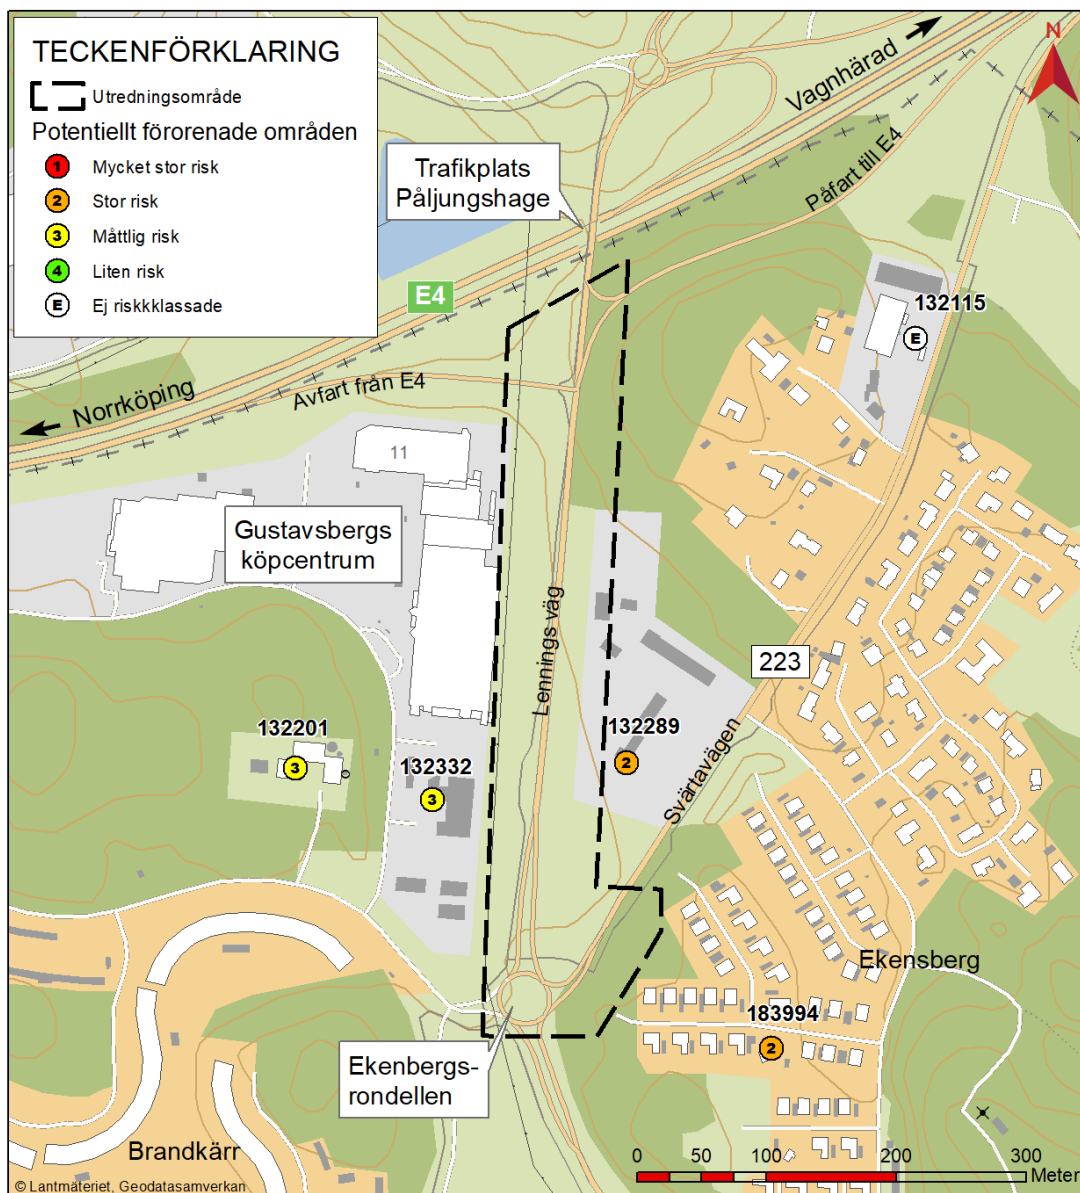 TECKENFÖRKLARING
Utredningsområde
Potentiellt förorenade områden
1 Mycket stor risk
2 Stor risk
3 Måttlig risk
4 Liten risk
E Ej riskkklassade
N
Vagnhärad
Påfart till E4
Trafikplats
Påljungshage
E4
Norrköping
Avfart från E4
132115
E
11
Gustavsbergs
köpcentrum
Lennings väg
223
Svärtavägen
132201
3
132332
3
132289
2
Ekensberg
183994
2
Ekenbergs-
rondellen
Brandkärr
0 50 100 200 300
Meter
© Lantmäteriet, Geodatasamverkan